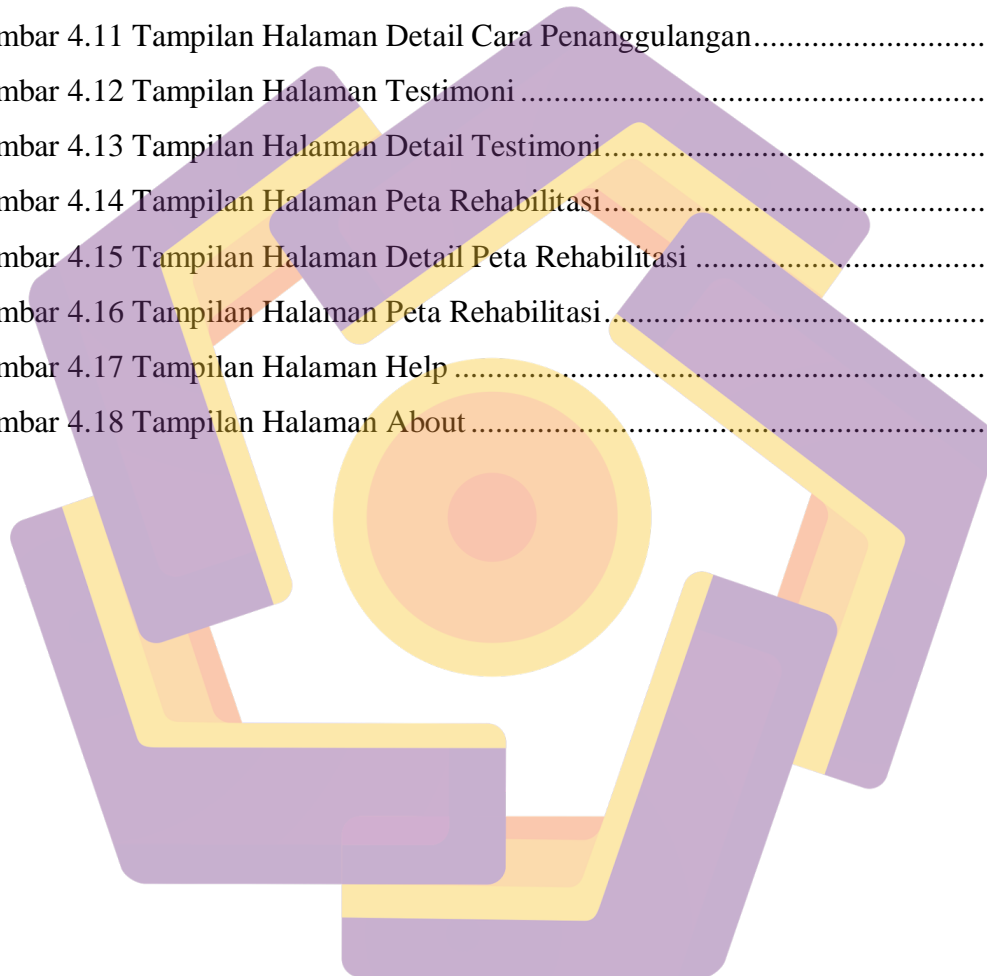 mbar 4.11 Tampilan Halaman Detail Cara Penanggulangan..............................
mbar 4.12 Tampilan Halaman Testimoni............................................................
mbar 4.13 Tampilan Halaman Detail Testimoni.................................................
mbar 4.14 Tampilan Halaman Peta Rehabilitasi.................................................
mbar 4.15 Tampilan Halaman Detail Peta Rehabilitasi.....................................
mbar 4.16 Tampilan Halaman Peta Rehabilitasi.................................................
mbar 4.17 Tampilan Halaman Help.....................................................................
mbar 4.18 Tampilan Halaman About..................................................................